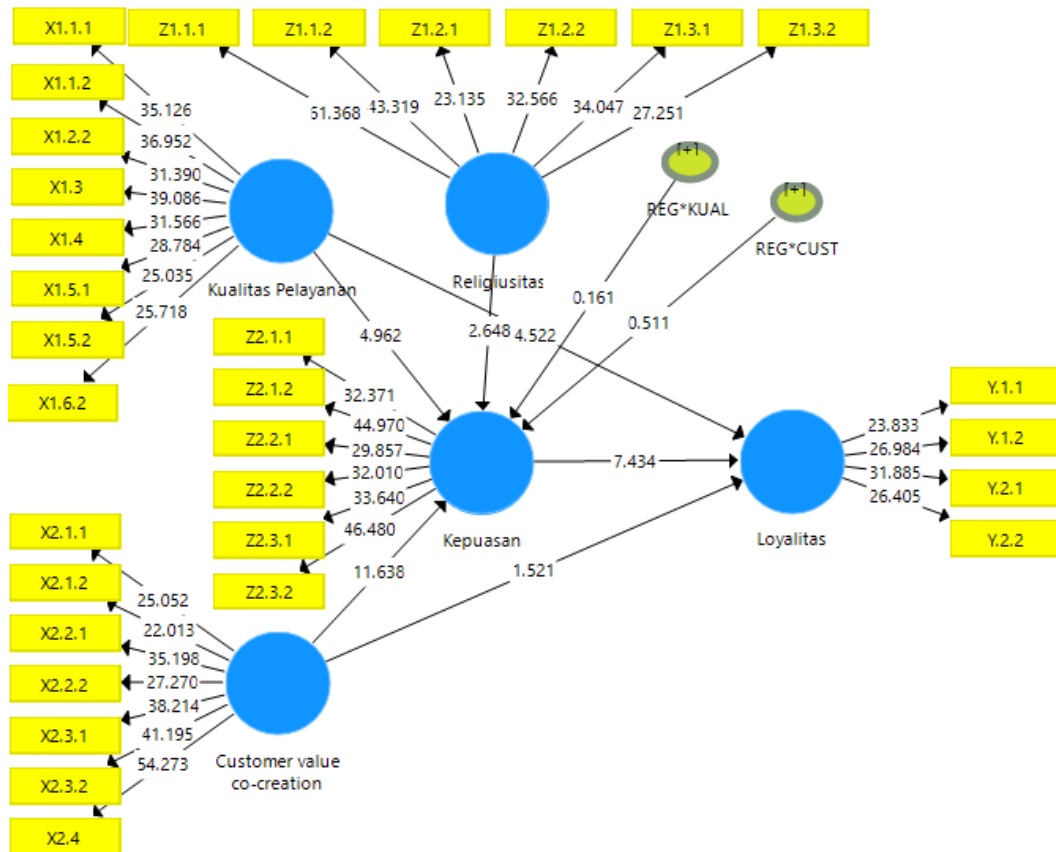 X1.1.1
Z1.1.1
Z1.1.2
Z1.2.1
Z1.2.2
Z1.3.1
Z1.3.2
X1.1.2
X1.2.2
X1.3
X1.4
X1.5.1
X1.5.2
X1.6.2
35.126
36.952
31.390
39.086
31.566
28.784
25.035
25.718
51.368
43.319
23.135
32.566
34.047
27.251
Kualitas Pelayanan
Religiusitas
[+]
REG*KUAL
[+]
REG*CUST
4.962
2.648
4.522
0.161
0.511
Z2.1.1
Z2.1.2
Z2.2.1
Z2.2.2
Z2.3.1
Z2.3.2
32.371
44.970
29.857
32.010
33.640
46.480
Kepuasan
7.434
Loyalitas
23.833
26.984
31.885
26.405
Y.1.1
Y.1.2
Y.2.1
Y.2.2
11.638
1.521
X2.1.1
X2.1.2
X2.2.1
X2.2.2
X2.3.1
X2.3.2
X2.4
25.052
22.013
35.198
27.270
38.214
41.195
54.273
Customer value
co-creation